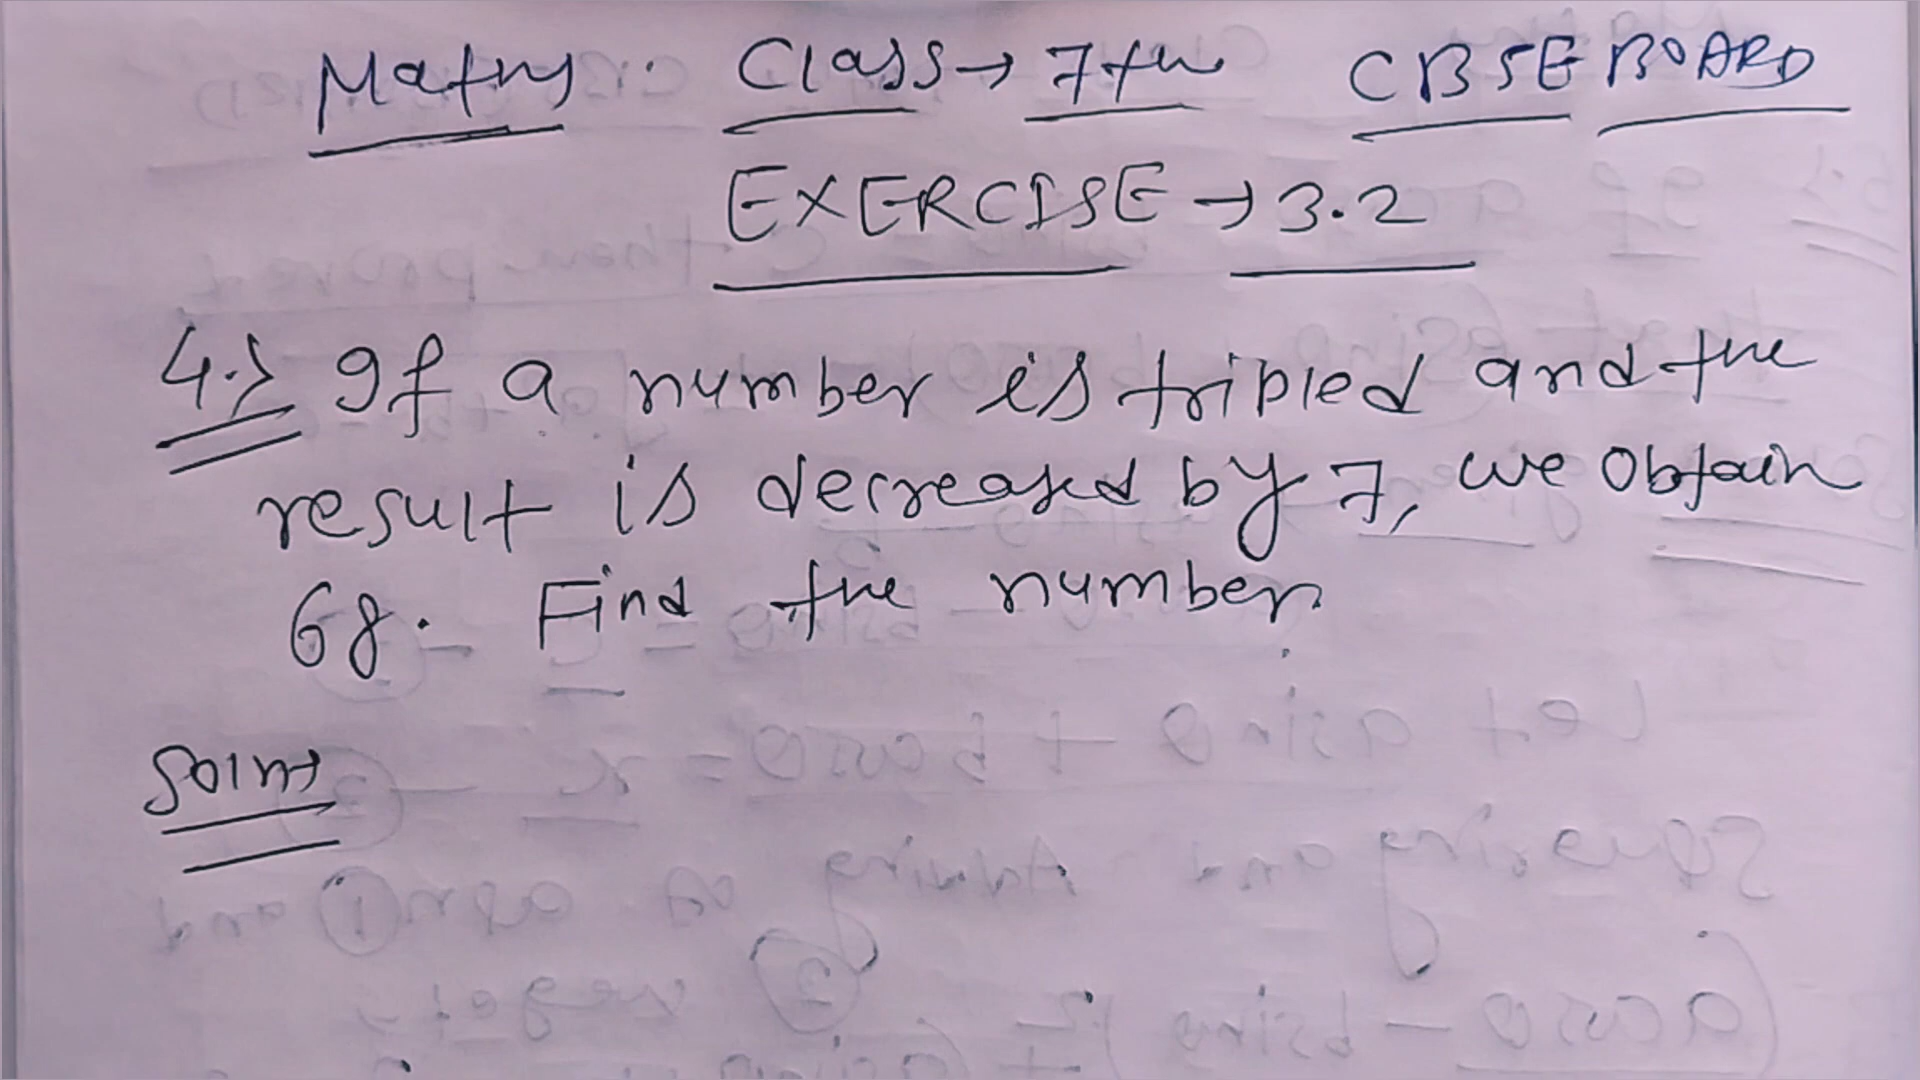 Maths Class → 7th CBSE BOARD
EXERCISE → 3.2
4.> If a number is tripled and the
result is decreased by 7, we obtain
68. Find the number.
Soln→